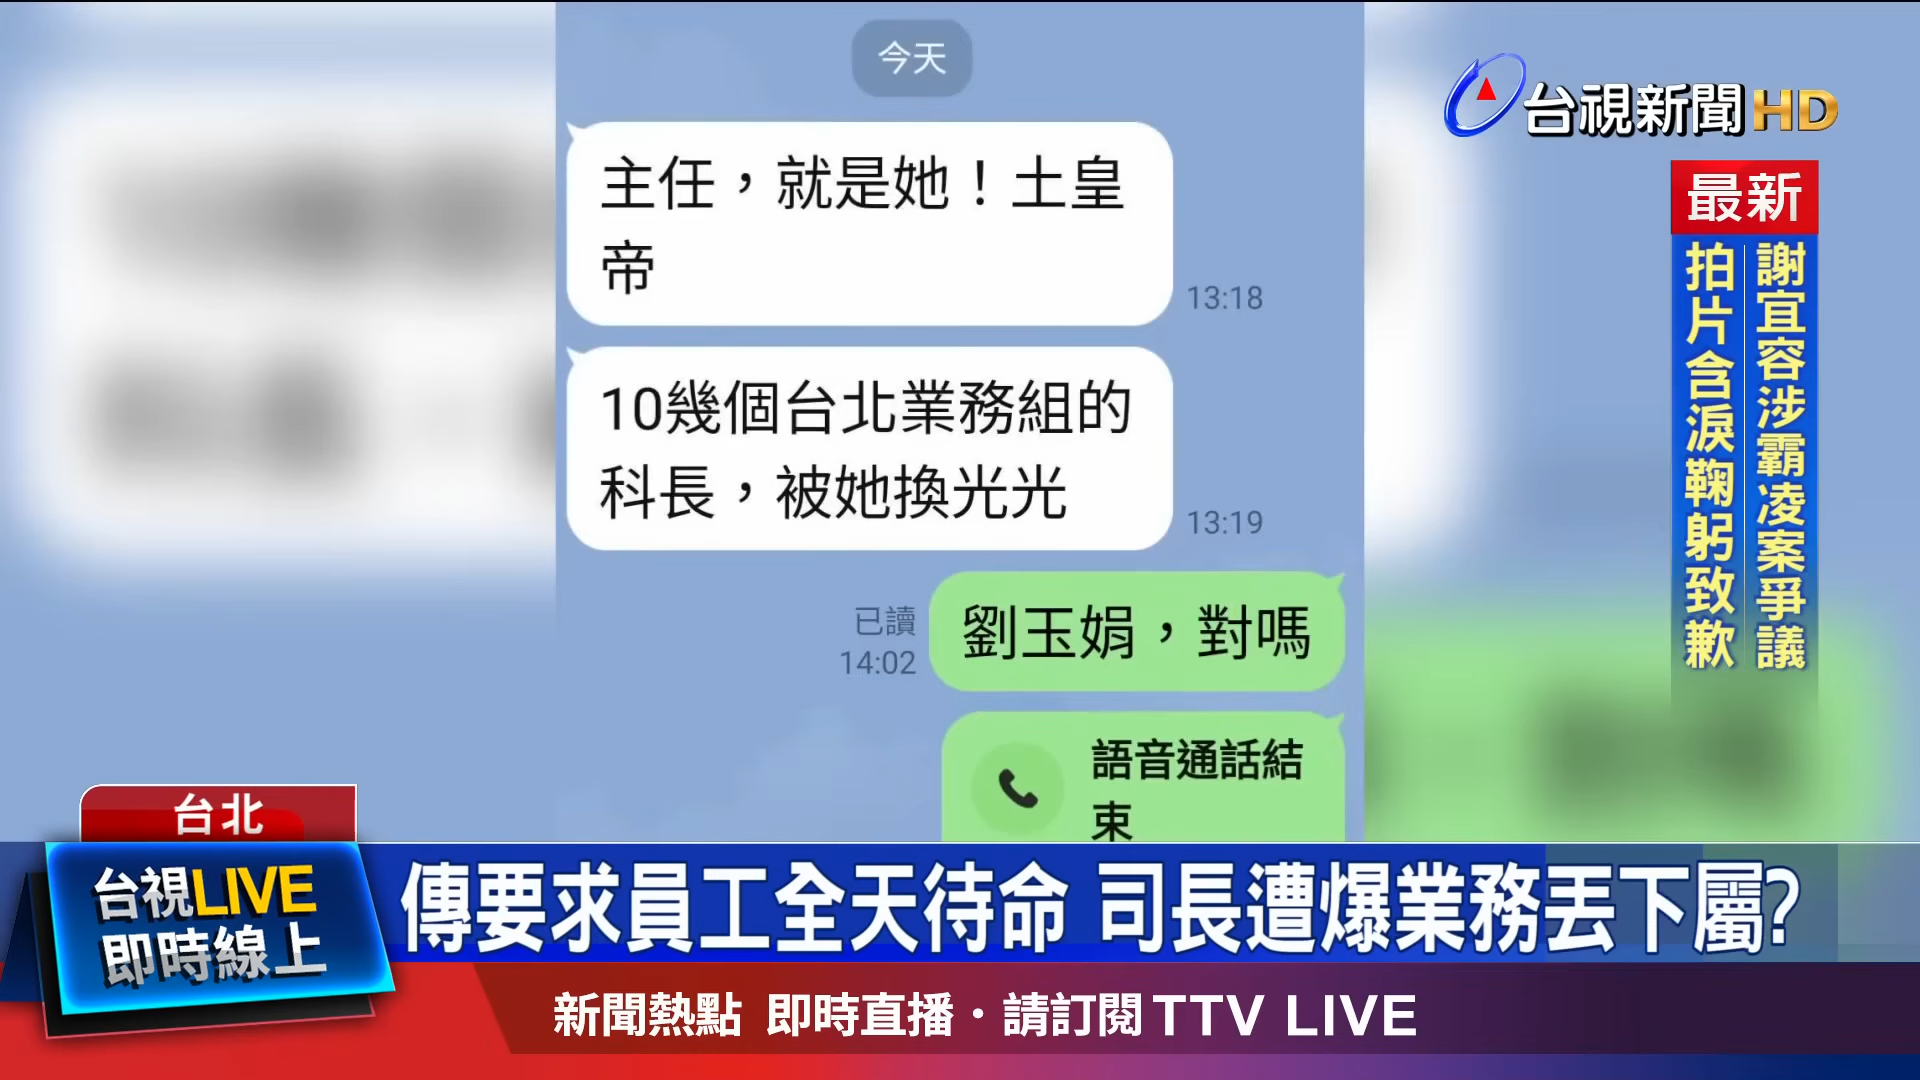 今天
主任，就是她！土皇
帝
13:18
10幾個台北業務組的
科長，被她換光光
13:19
劉玉娟，對嗎
已讀
14:02
語音通話結
束
台視新聞HD
最新
謝宜容涉霸凌案爭議
拍片含淚鞠躬致歉
台北
台視LIVE
即時線上
傳要求員工全天待命 司長遭爆業務丟下屬?
新聞熱點 即時直播・請訂閱TTV LIVE